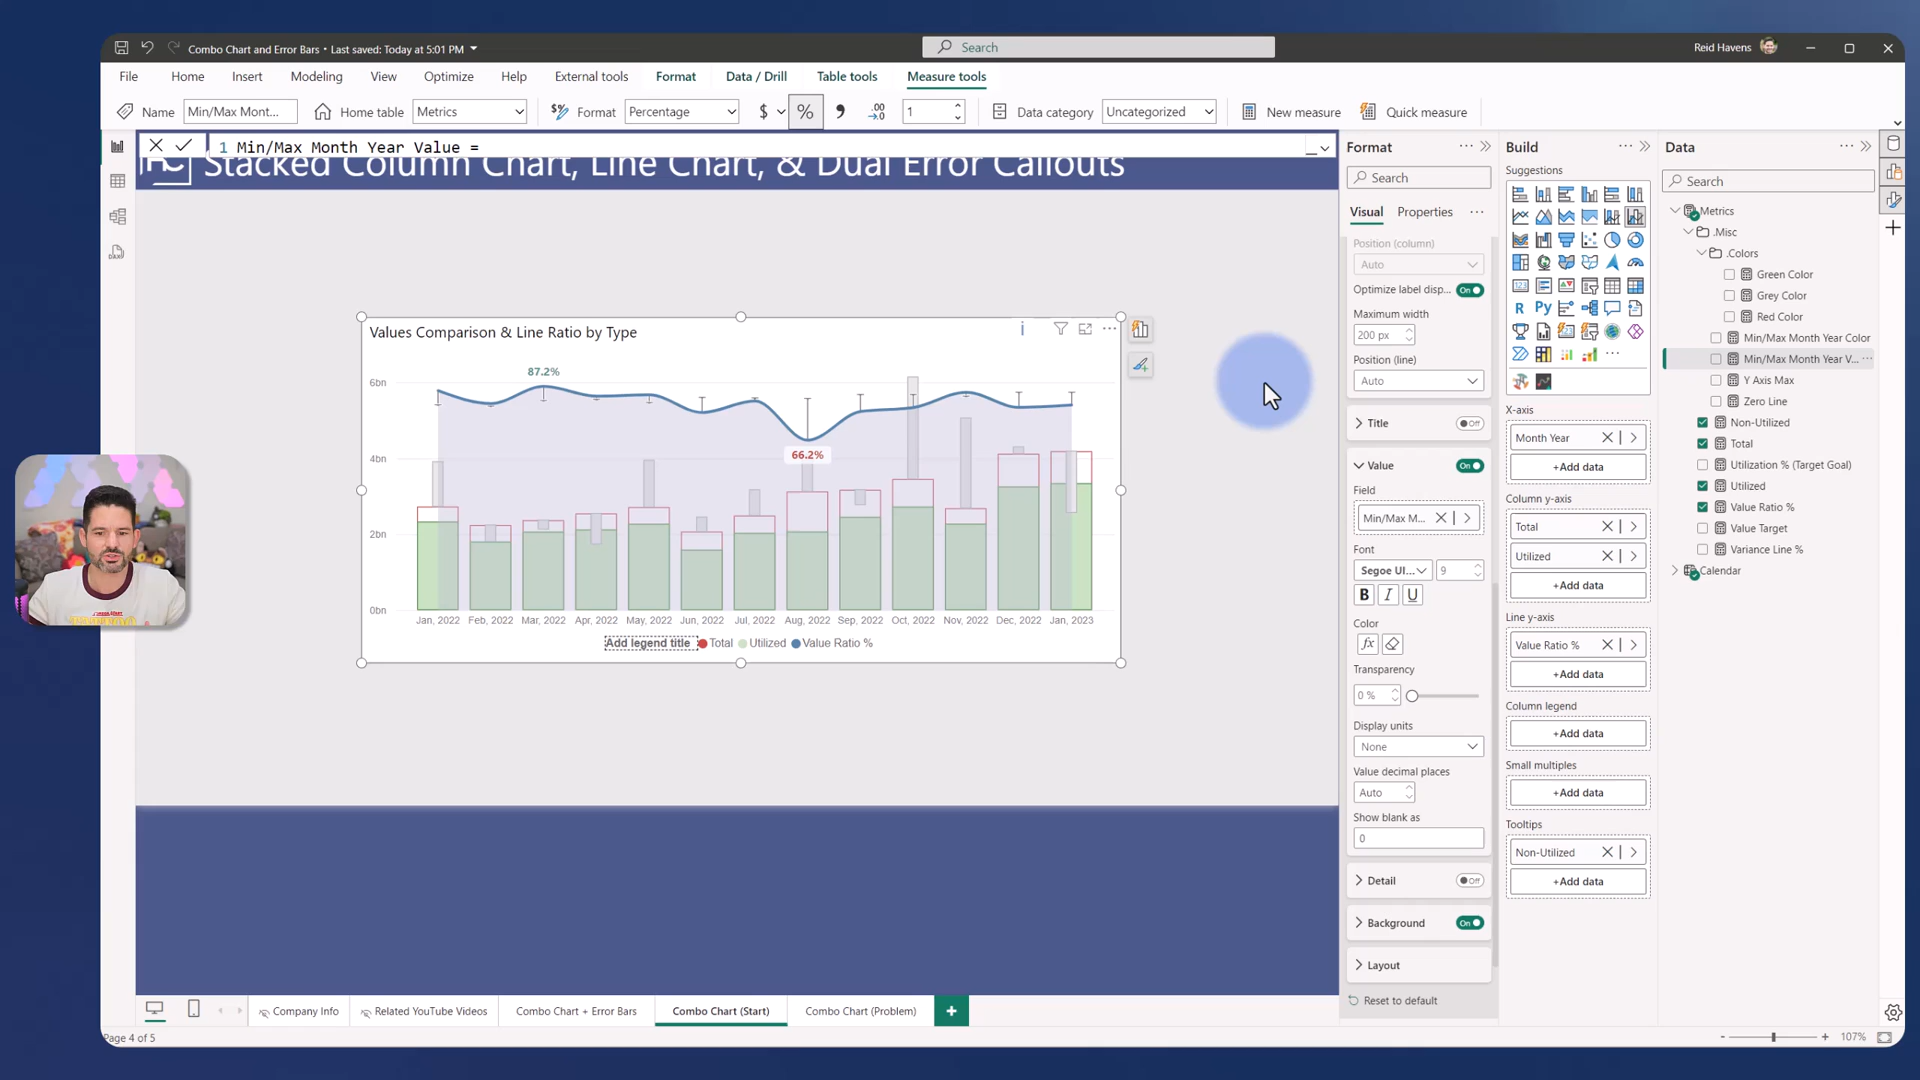 Combo Chart and Error Bars • Last saved: Today at 5:01 PM
Search
Reid Havens
File Home Insert Modeling View Optimize Help External tools Format Data / Drill Table tools Measure tools
Name Min/Max Mont... Home table Metrics Format Percentage $ % 1 Data category Uncategorized New measure Quick measure
1 Min/Max Month Year Value =
Stacked Column Chart, Line Chart, & Dual Error Callouts
Values Comparison & Line Ratio by Type
87.2%
6bn
66.2%
4bn
2bn
0bn
Jan, 2022 Feb, 2022 Mar, 2022 Apr, 2022 May, 2022 Jun, 2022 Jul, 2022 Aug, 2022 Sep, 2022 Oct, 2022 Nov, 2022 Dec, 2022 Jan, 2023
Add legend title Total Utilized Value Ratio %
Format
Search
Visual Properties
Position (column)
Auto
Optimize label disp... On
Maximum width
200 px
Position (line)
Auto
Title Off
Value On
Field
Min/Max M...
Font
Segoe UI... 9
B I U
Color
fx
Transparency
0 %
Display units
None
Value decimal places
Auto
Show blank as
0
Detail Off
Background On
Layout
Reset to default
Build
Suggestions
R Py
X-axis
Month Year
+Add data
Column y-axis
Total
Utilized
+Add data
Line y-axis
Value Ratio %
+Add data
Column legend
+Add data
Small multiples
+Add data
Tooltips
Non-Utilized
+Add data
Data
Search
Metrics
.Misc
.Colors
Green Color
Grey Color
Red Color
Min/Max Month Year Color
Min/Max Month Year V...
Y Axis Max
Zero Line
Non-Utilized
Total
Utilization % (Target Goal)
Utilized
Value Ratio %
Value Target
Variance Line %
Calendar
Company Info Related YouTube Videos Combo Chart + Error Bars Combo Chart (Start) Combo Chart (Problem)
Page 4 of 5
107%